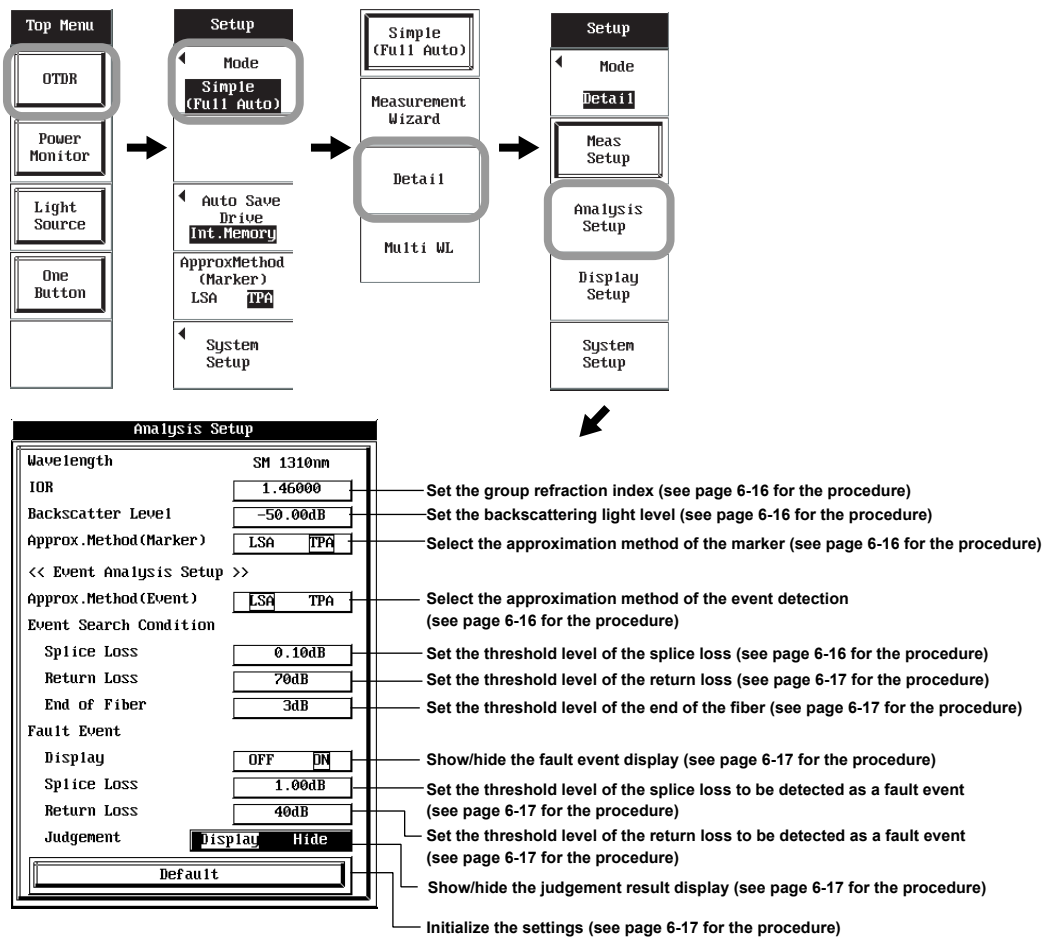 Top Menu
OTDR
Power
Monitor
Light
Source
One
Button
Setup
Mode
Simple
(Full Auto)
Auto Save
Drive
Int.Memory
ApproxMethod
(Marker)
LSA TPA
System
Setup
Simple
(Full Auto)
Measurement
Wizard
Detail
Multi WL
Setup
Mode
Detail
Meas
Setup
Analysis
Setup
Display
Setup
System
Setup
Analysis Setup
Wavelength SM 1310nm
IOR 1.46000 Set the group refraction index (see page 6-16 for the procedure)
Backscatter Level -50.00dB Set the backscattering light level (see page 6-16 for the procedure)
Approx.Method(Marker) LSA TPA Select the approximation method of the marker (see page 6-16 for the procedure)
<< Event Analysis Setup >>
Approx.Method(Event) LSA TPA Select the approximation method of the event detection
(see page 6-16 for the procedure)
Event Search Condition
Splice Loss 0.10dB Set the threshold level of the splice loss (see page 6-16 for the procedure)
Return Loss 70dB Set the threshold level of the return loss (see page 6-17 for the procedure)
End of Fiber 3dB Set the threshold level of the end of the fiber (see page 6-17 for the procedure)
Fault Event
Display OFF ON Show/hide the fault event display (see page 6-17 for the procedure)
Splice Loss 1.00dB Set the threshold level of the splice loss to be detected as a fault event
(see page 6-17 for the procedure)
Return Loss 40dB Set the threshold level of the return loss to be detected as a fault event
(see page 6-17 for the procedure)
Judgement Display Hide Show/hide the judgement result display (see page 6-17 for the procedure)
Default Initialize the settings (see page 6-17 for the procedure)